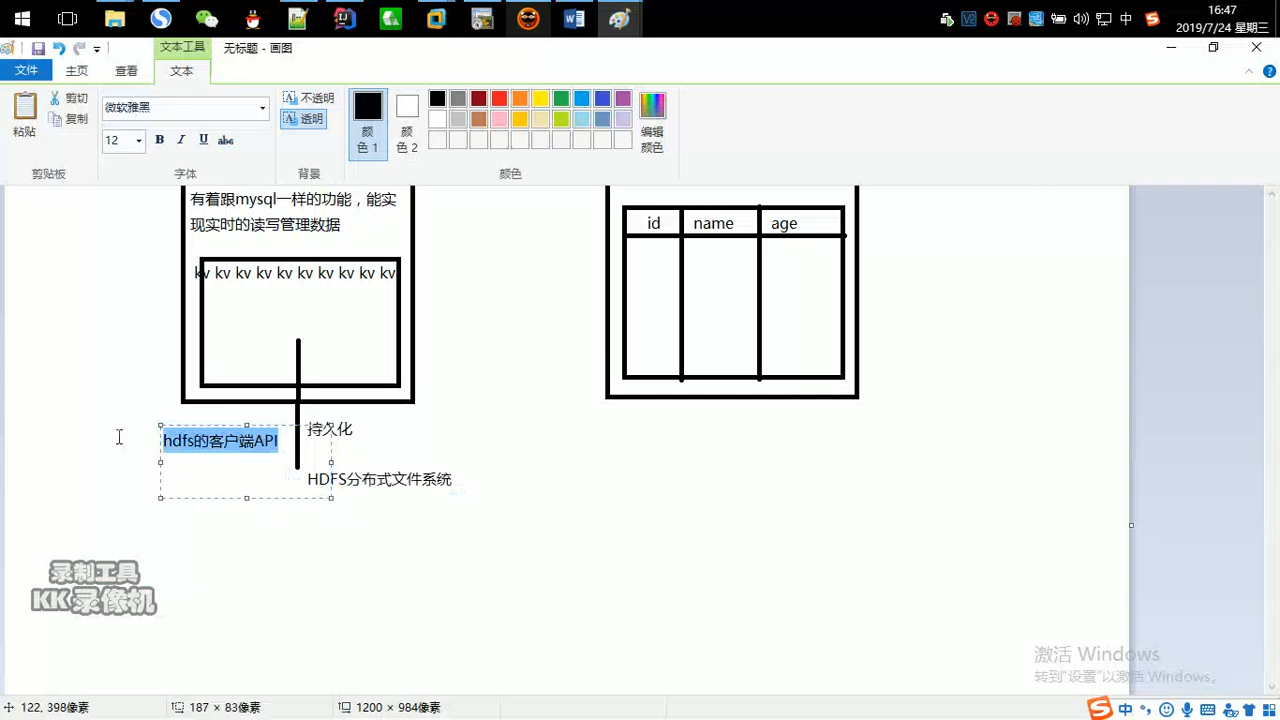 16:47
中
2019/7/24 星期三
文本工具
无标题 - 画图
文件
主页
查看
文本
粘贴
剪切
复制
微软雅黑
12
B I U abc
不透明
透明
颜色 1
颜色 2
编辑颜色
剪贴板
字体
背景
颜色
有着跟mysql一样的功能，能实
现实时的读写管理数据
kv kv kv kv kv kv kv kv kv kv
id name age
持久化
hdfs的客户端API
HDFS分布式文件系统
录制工具
KK 录像机
激活 Windows
转到“设置”以激活 Windows。
122, 398像素
187 × 83像素
1200 × 984像素
中